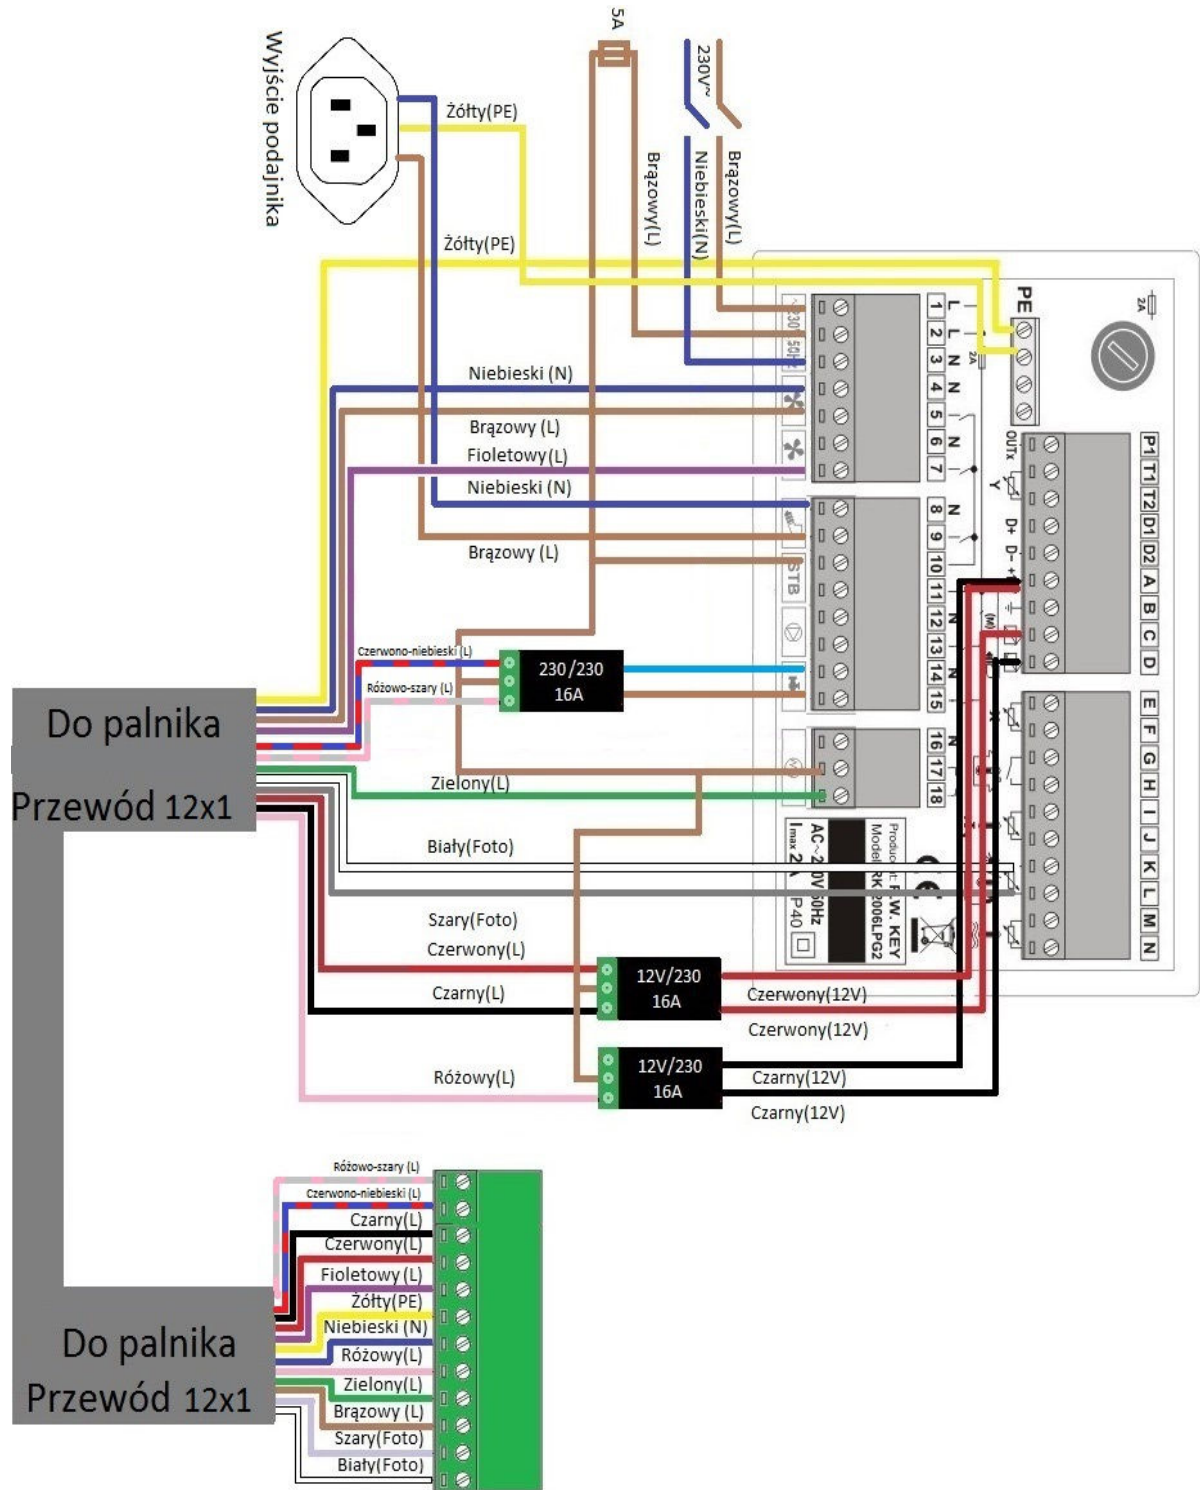 5A
230V~
Wyjście podajnika
Żółty(PE)
Brązowy(L)
Niebieski(N)
Brązowy(L)
Żółty(PE)
PE
2A
1 L
2 L
3 N
4 N
5
6 N
7
8 N
9
10
11
12 N
13
14 N
15
16 N
17
18
2A
STB
OUTx
Y
D+
D-
(M)
P1
T1
T2
D1
D2
A
B
C
D
E
F
G
H
I
J
K
L
M
N
Niebieski (N)
Brązowy (L)
Fioletowy(L)
Niebieski (N)
Brązowy (L)
Czerwono-niebieski (L)
Różowo-szary (L)
230/230
16A
Do palnika
Przewód 12x1
Zielony(L)
Biały(Foto)
Szary(Foto)
Czerwony(L)
Czarny(L)
Różowy(L)
12V/230
16A
Czerwony(12V)
Czerwony(12V)
12V/230
16A
Czarny(12V)
Czarny(12V)
Różowo-szary (L)
Czerwono-niebieski (L)
Czarny(L)
Czerwony(L)
Fioletowy (L)
Żółty(PE)
Niebieski (N)
Różowy(L)
Zielony(L)
Brązowy (L)
Szary(Foto)
Biały(Foto)
Do palnika
Przewód 12x1